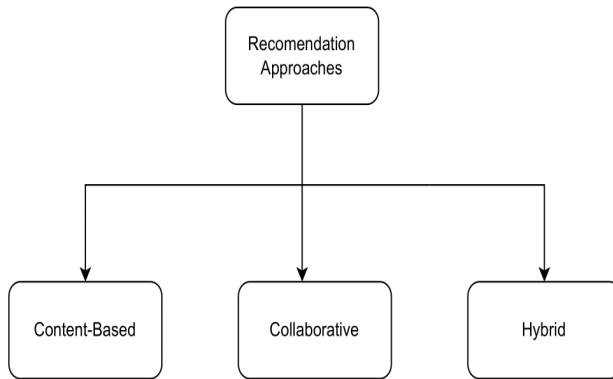 Recomendation
Approaches
Content-Based
Collaborative
Hybrid